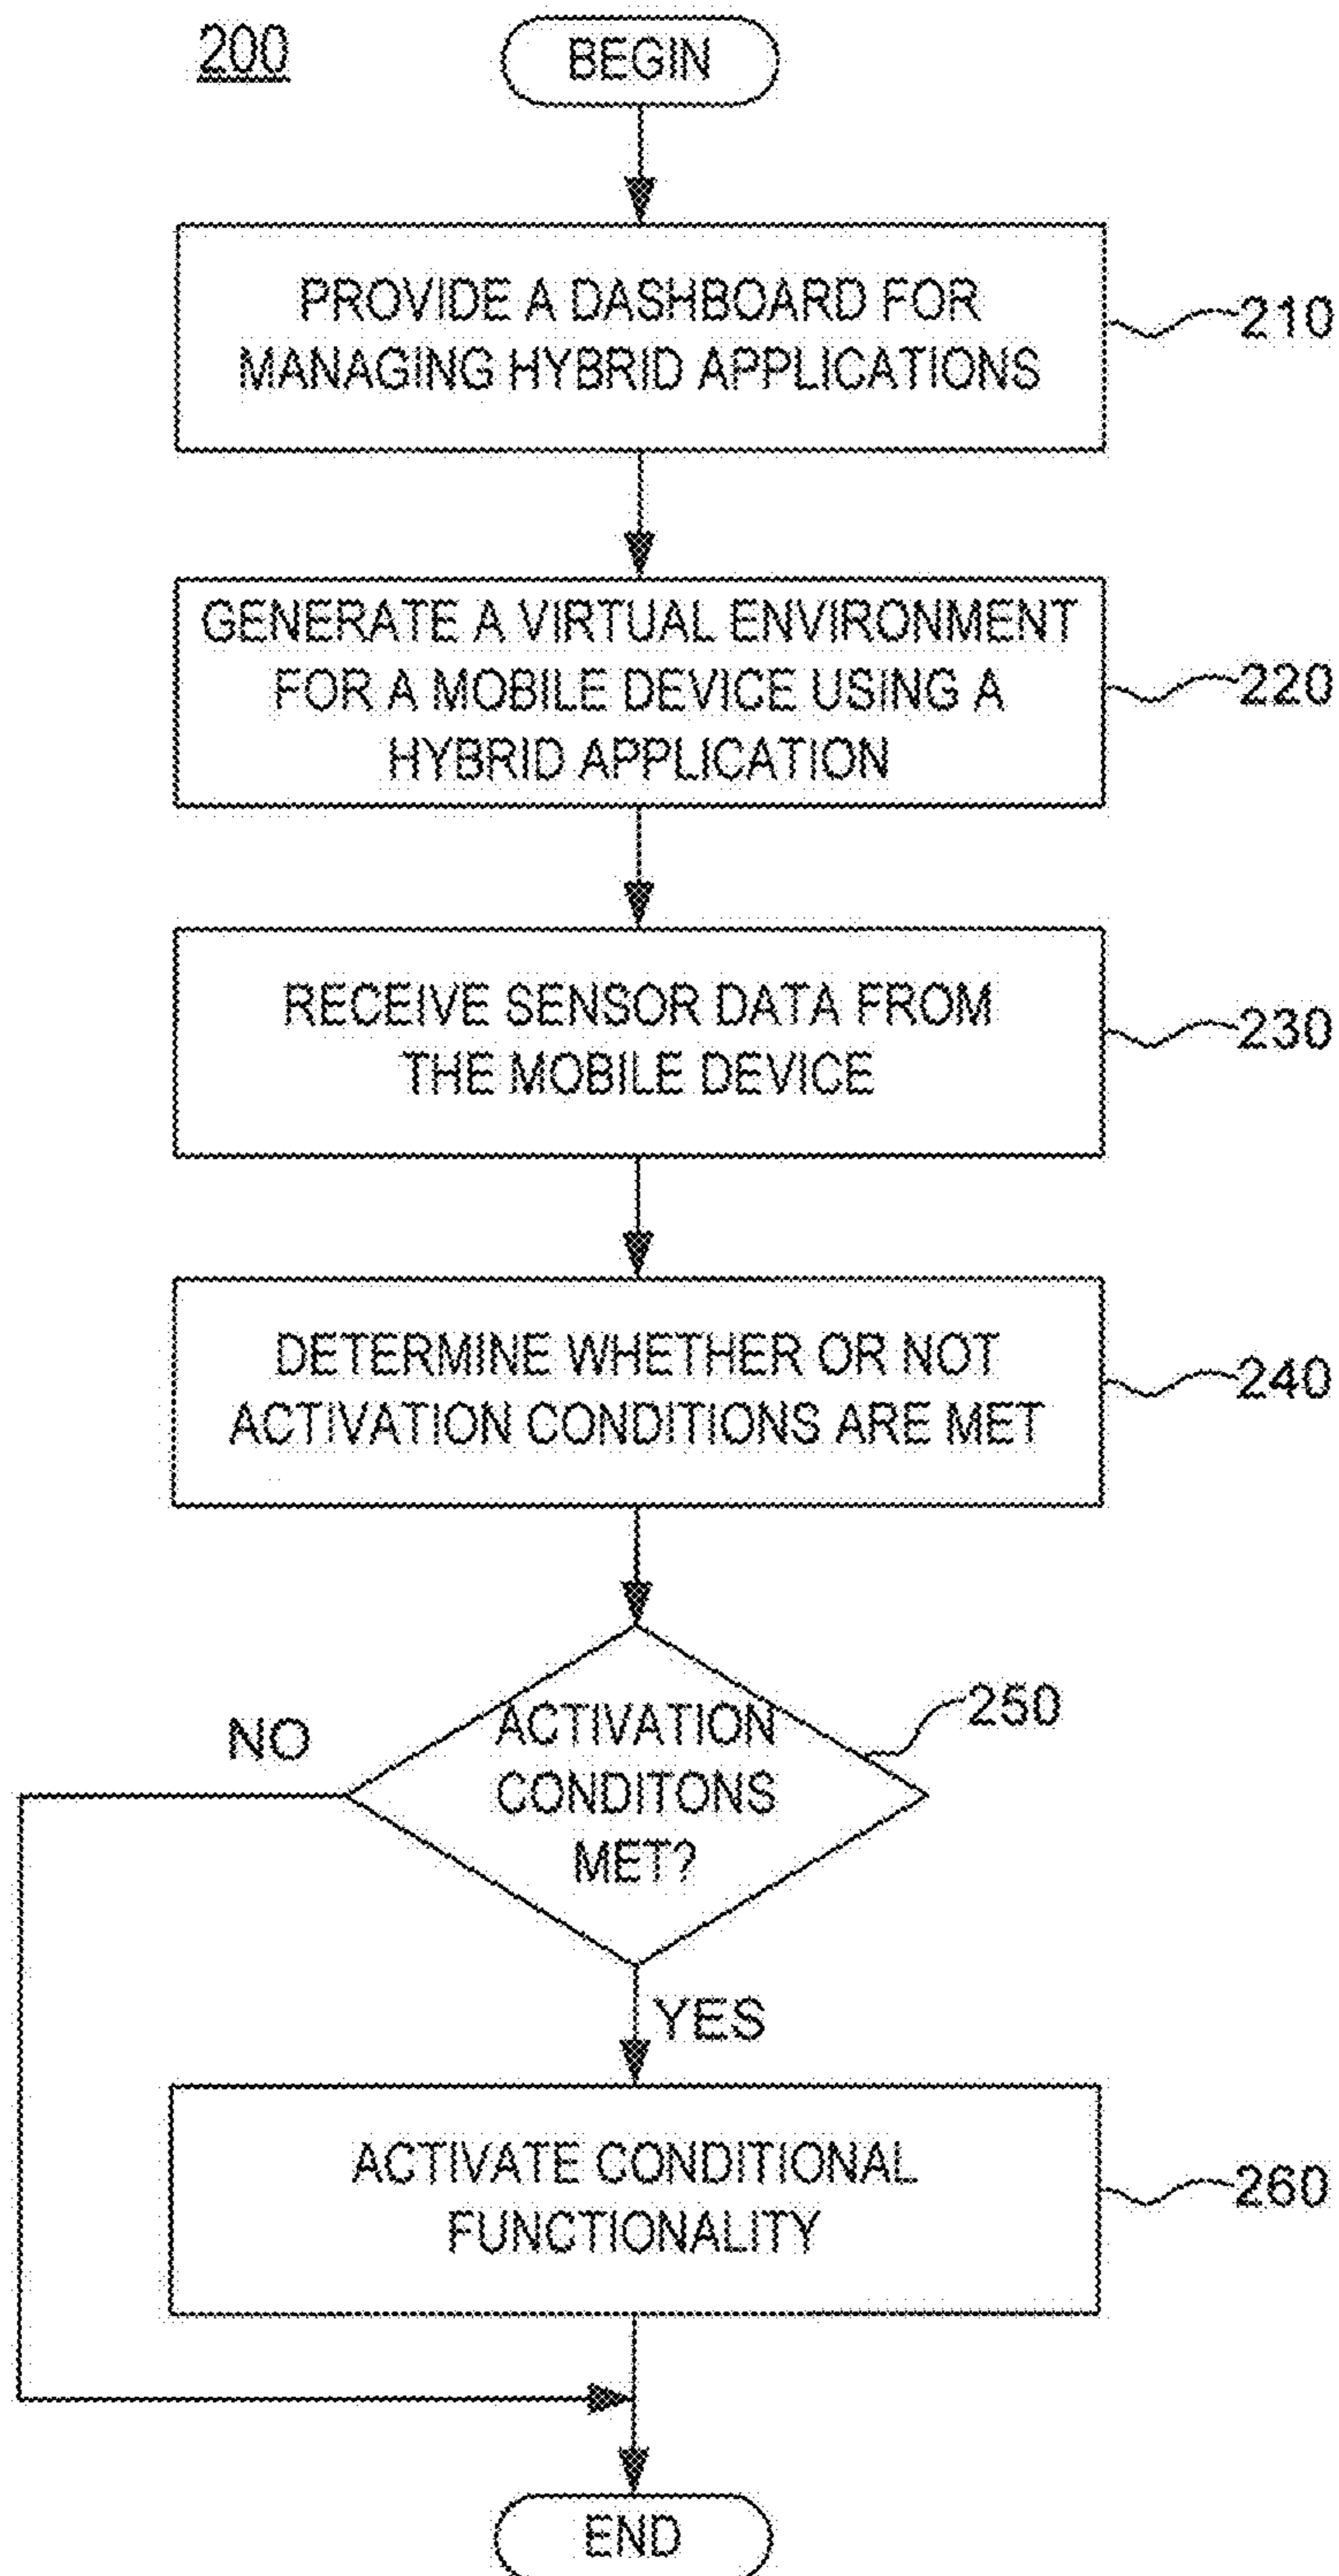 200
BEGIN
PROVIDE A DASHBOARD FOR
MANAGING HYBRID APPLICATIONS
210
GENERATE A VIRTUAL ENVIRONMENT
FOR A MOBILE DEVICE USING A
HYBRID APPLICATION
220
RECEIVE SENSOR DATA FROM
THE MOBILE DEVICE
230
DETERMINE WHETHER OR NOT
ACTIVATION CONDITIONS ARE MET
240
ACTIVATION
CONDITONS
MET?
250
NO
YES
ACTIVATE CONDITIONAL
FUNCTIONALITY
260
END